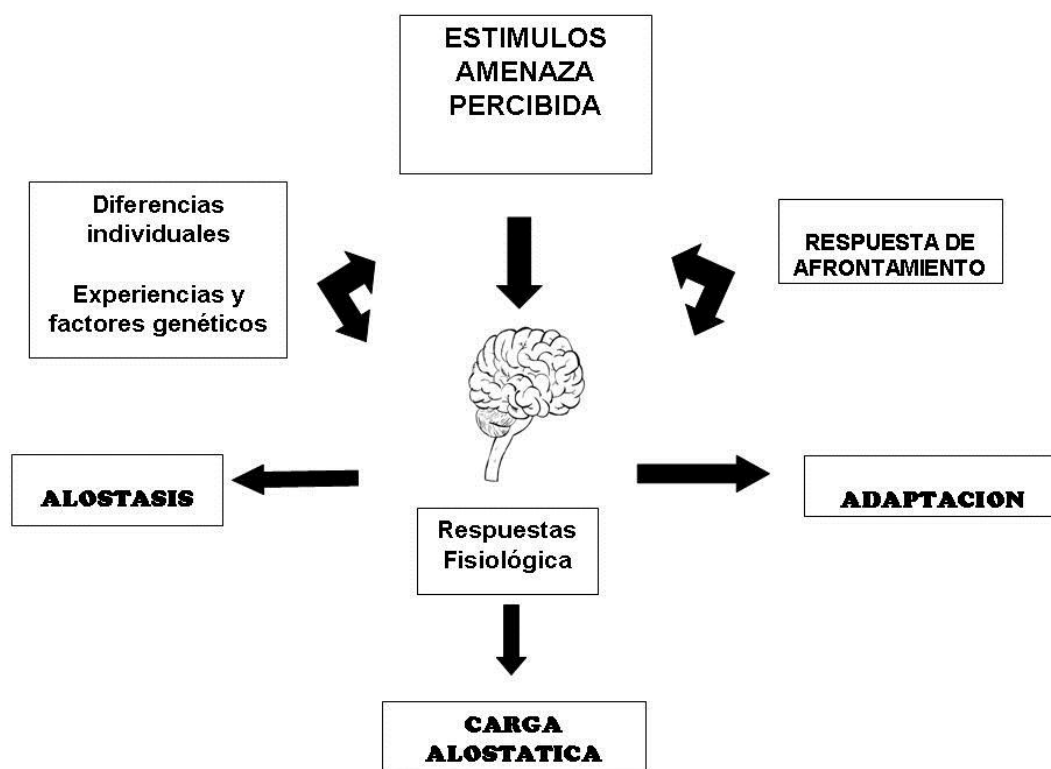 ESTIMULOS
AMENAZA
PERCIBIDA
Diferencias
individuales
Experiencias y
factores genéticos
RESPUESTA DE
AFRONTAMIENTO
ALOSTASIS
ADAPTACION
Respuestas
Fisiológica
CARGA
ALOSTATICA